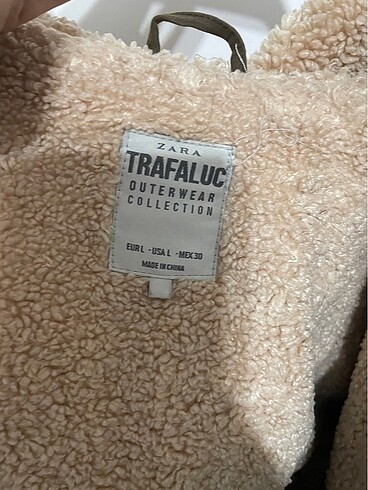 ZARA
TRAFALUC
OUTERWEAR
COLLECTION
EUR L - USA L - MEX 30
MADE IN CHINA